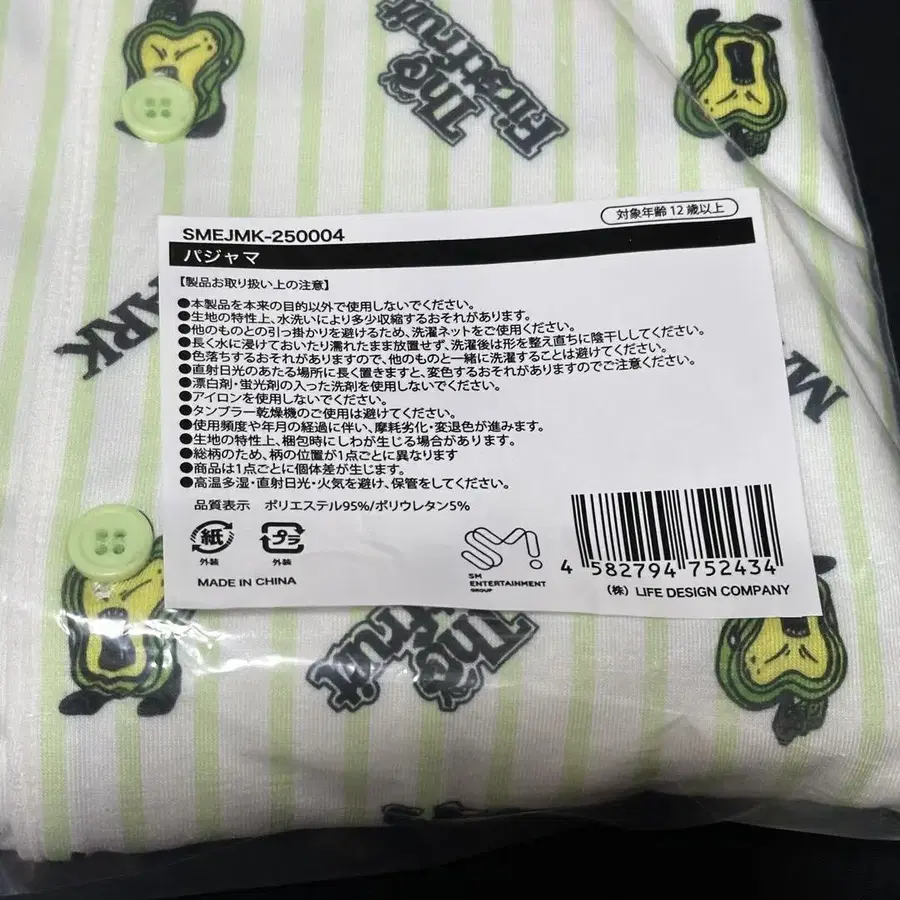 The
Firstfruit
対象年齢 12 歳以上
SMEJMK-250004
パジャマ
【製品お取り扱い上の注意】
●本製品を本来の目的以外で使用しないでください。
●生地の特性上、水洗いにより多少収縮するおそれがあります。
●他のものとの引っ掛かりを避けるため、洗濯ネットをご使用ください。
●長く水に浸けておいたり濡れたまま放置せず、洗濯後は形を整え直ちに陰干ししてください。
●色落ちするおそれがありますので、他のものと一緒に洗濯することは避けてください。
●直射日光のあたる場所に長く置きますと、変色するおそれがありますのでご注意ください。
●漂白剤・蛍光剤の入った洗剤を使用しないでください。
●アイロンを使用しないでください。
●タンブラー乾燥機のご使用は避けてください。
●使用頻度や年月の経過に伴い、摩耗劣化・変退色が進みます。
●生地の特性上、梱包時にしわが生じる場合があります。
●総柄のため、柄の位置が1点ごとに異なります
●商品は1点ごとに個体差が生じます。
●高温多湿・直射日光・火気を避け、保管をしてください。
品質表示 ポリエステル95%/ポリウレタン5%
紙
外装
プラ
外装
SM
SM
ENTERTAINMENT
GROUP
4 582794 752434
MADE IN CHINA
(株) LIFE DESIGN COMPANY
ARK
M
The
fruit